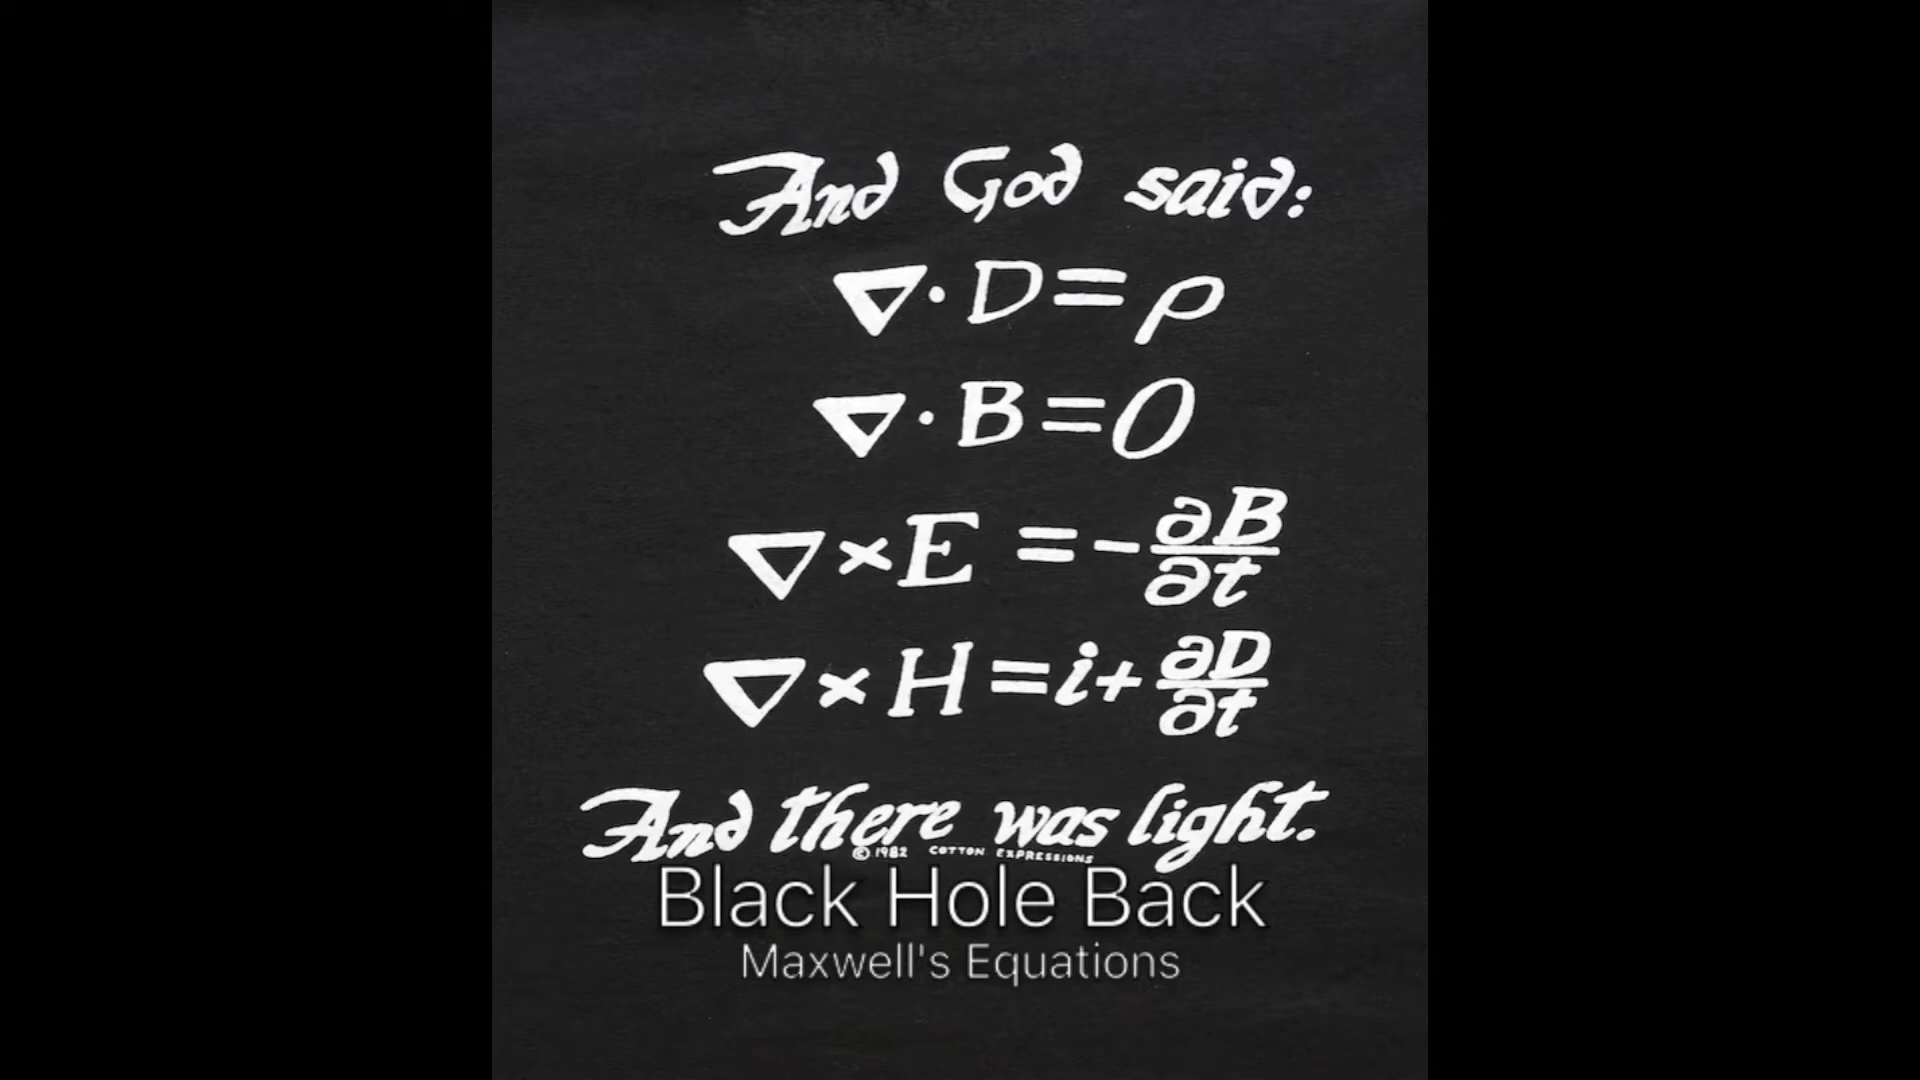 And God said:
∇·D=ρ
∇·B=0
∇×E=-∂B/∂t
∇×H=i+∂D/∂t
And there was light.
© 1982 COTTON EXPRESSIONS
Black Hole Back
Maxwell's Equations